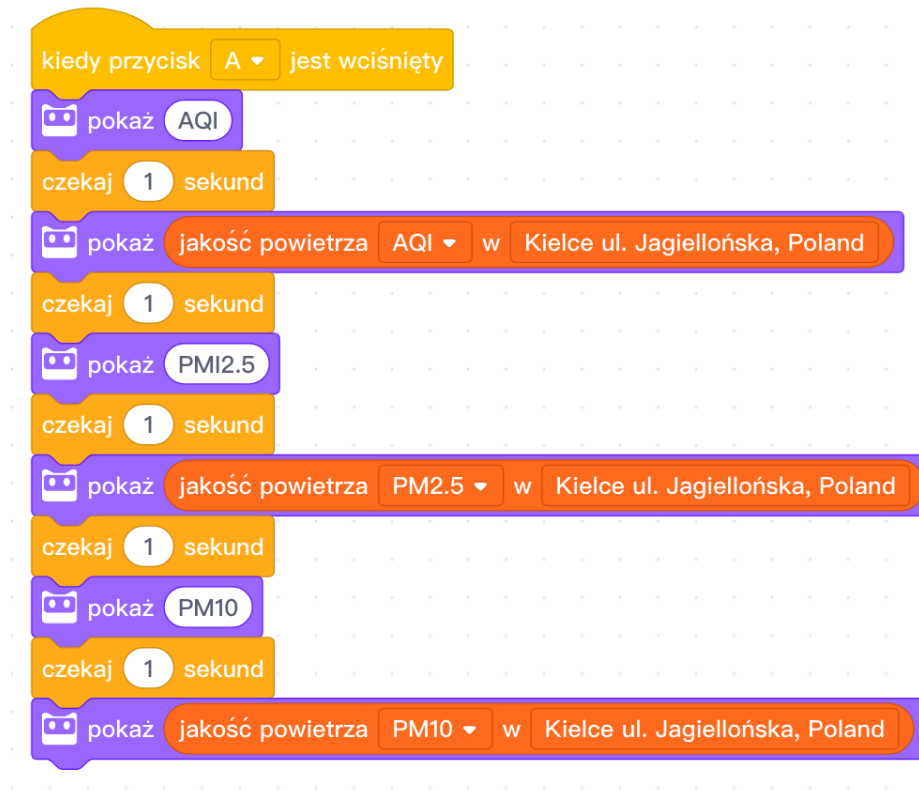 kiedy przycisk A jest wciśnięty
pokaż AQI
czekaj 1 sekund
pokaż jakość powietrza AQI w Kielce ul. Jagiellońska, Poland
czekaj 1 sekund
pokaż PMI2.5
czekaj 1 sekund
pokaż jakość powietrza PM2.5 w Kielce ul. Jagiellońska, Poland
czekaj 1 sekund
pokaż PM10
czekaj 1 sekund
pokaż jakość powietrza PM10 w Kielce ul. Jagiellońska, Poland